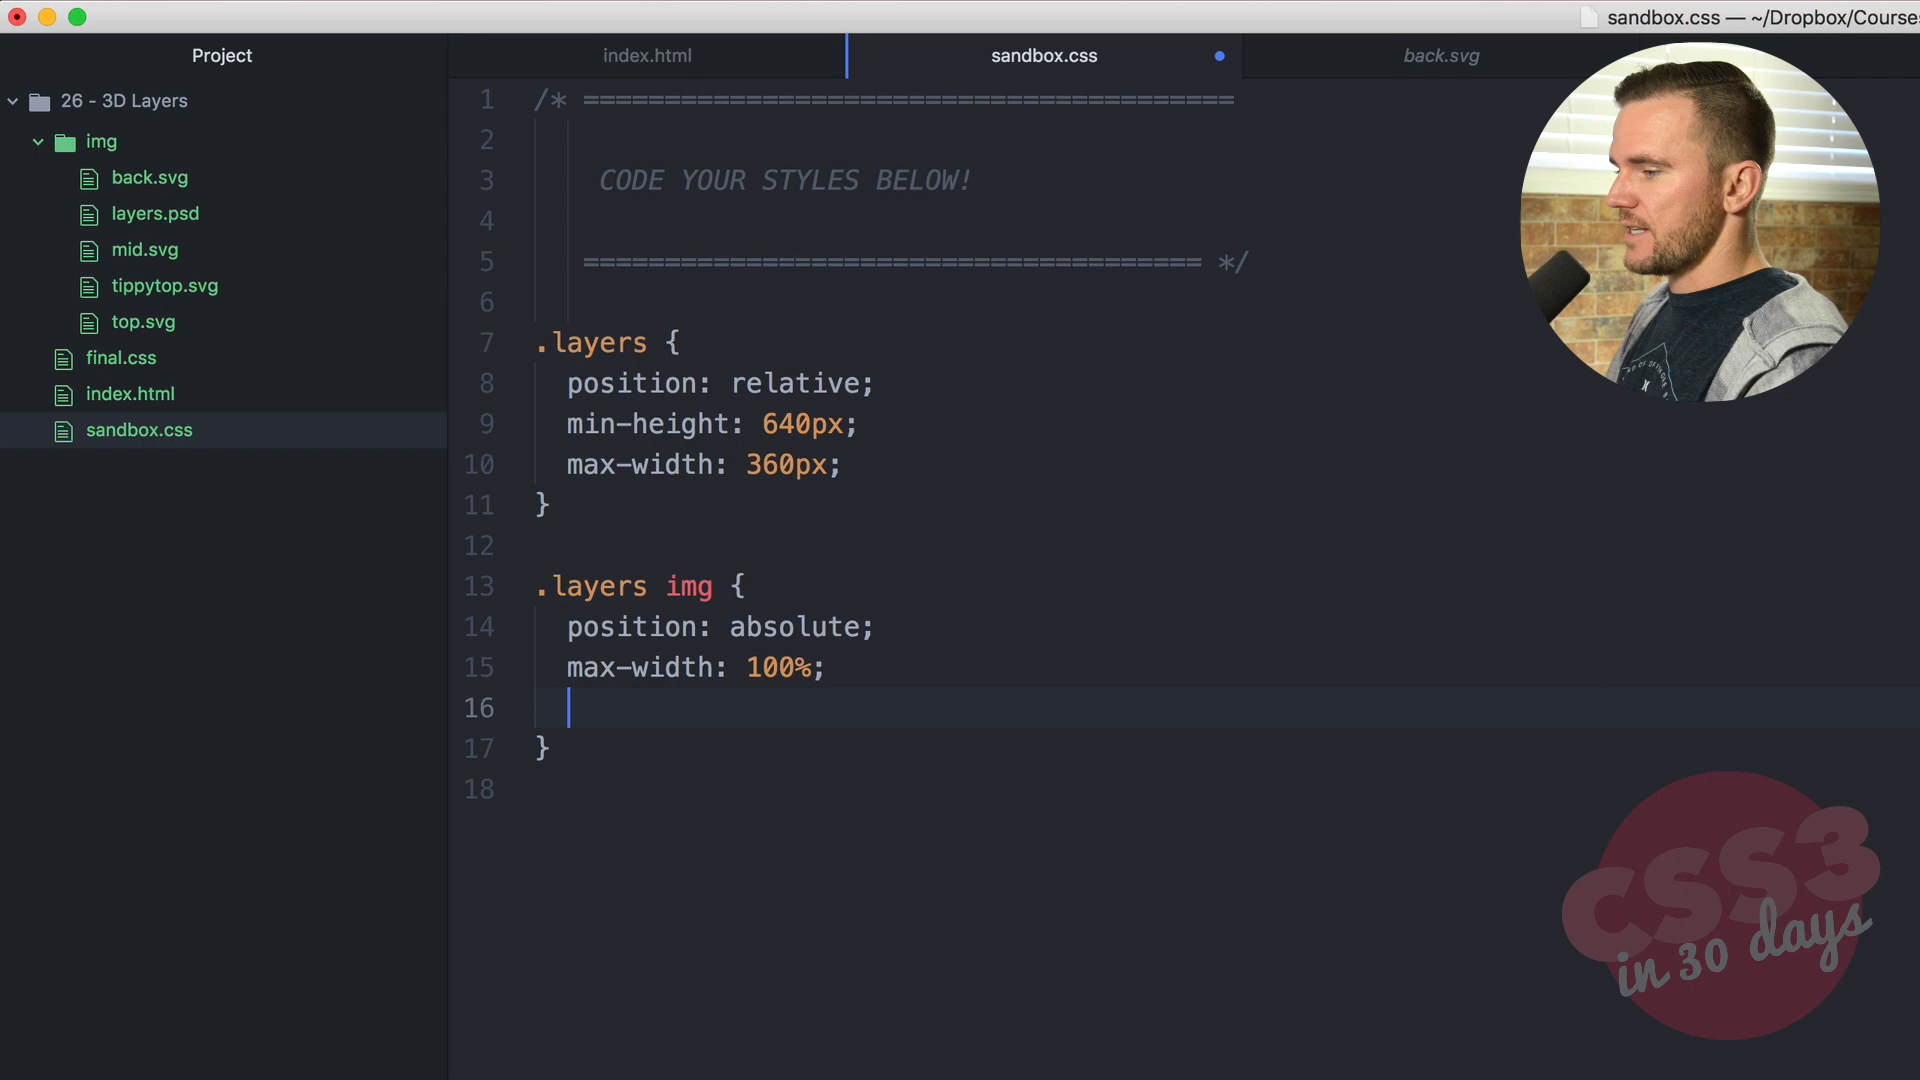 sandbox.css — ~/Dropbox/Course
Project
index.html
sandbox.css
back.svg
26 - 3D Layers
img
back.svg
layers.psd
mid.svg
tippytop.svg
top.svg
final.css
index.html
sandbox.css
1 /* ========================================
2
3 CODE YOUR STYLES BELOW!
4
5 ====================================== */
6
7 .layers {
8 position: relative;
9 min-height: 640px;
10 max-width: 360px;
11 }
12
13 .layers img {
14 position: absolute;
15 max-width: 100%;
16
17 }
18
CSS3
in 30 days